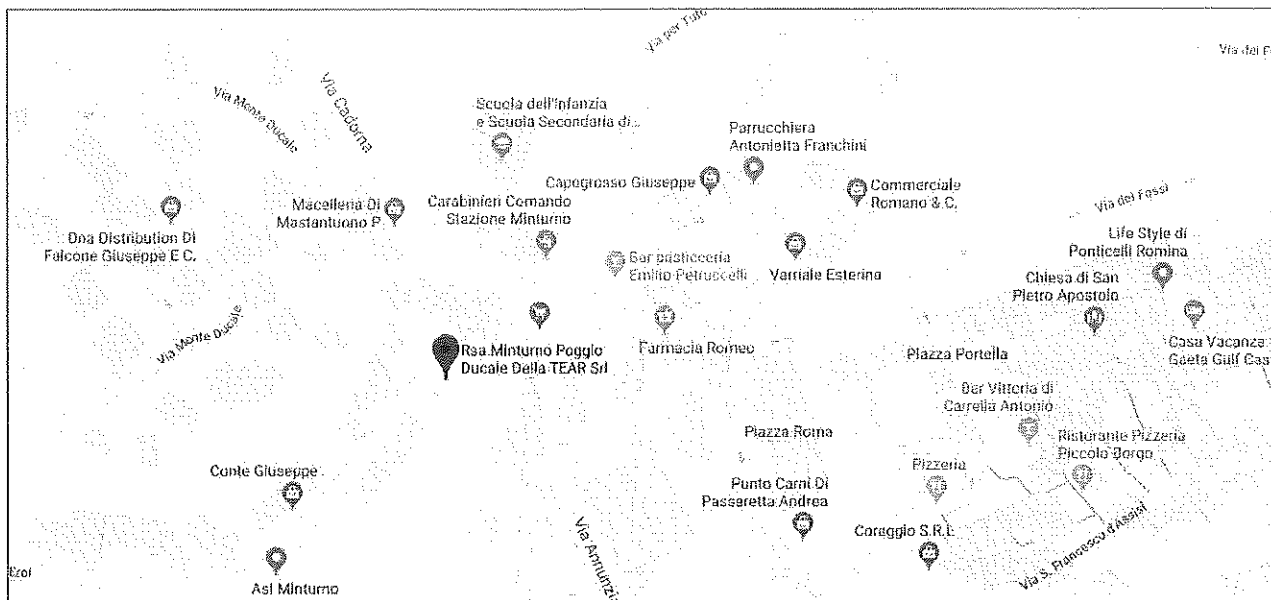 Via per Tufo
Via dei F
Via Monte Ducale
Via Cadorna
Scuola dell'Infanzia
e Scuola Secondaria di...
Parrucchiera
Antonietta Franchini
Capogrosso Giuseppe
Commerciale
Romano & C.
Macelleria Di
Mastantuono P.
Carabinieri Comando
Stazione Minturno
Via dei Fossi
Dna Distribution Di
Falcone Giuseppe E C.
Bar pasticceria
Emilio Petruccelli
Varriale Esterina
Life Style di
Ponticelli Romina
Chiesa di San
Pietro Apostolo
Via Monte Ducale
Rsa Minturno Poggio
Ducale Della TEAR Srl
Farmacia Romeo
Piazza Portella
Casa Vacanza
Gaeta Gulf Cas
Bar Vittoria di
Carrella Antonio
Piazza Roma
Ristorante Pizzeria
Piccolo Borgo
Conte Giuseppe
Pizzeria
Punto Carni Di
Passaretta Andrea
Coreggio S.R.L
Via Annunzia
Via S. Francesco d'Assisi
Asl Minturno